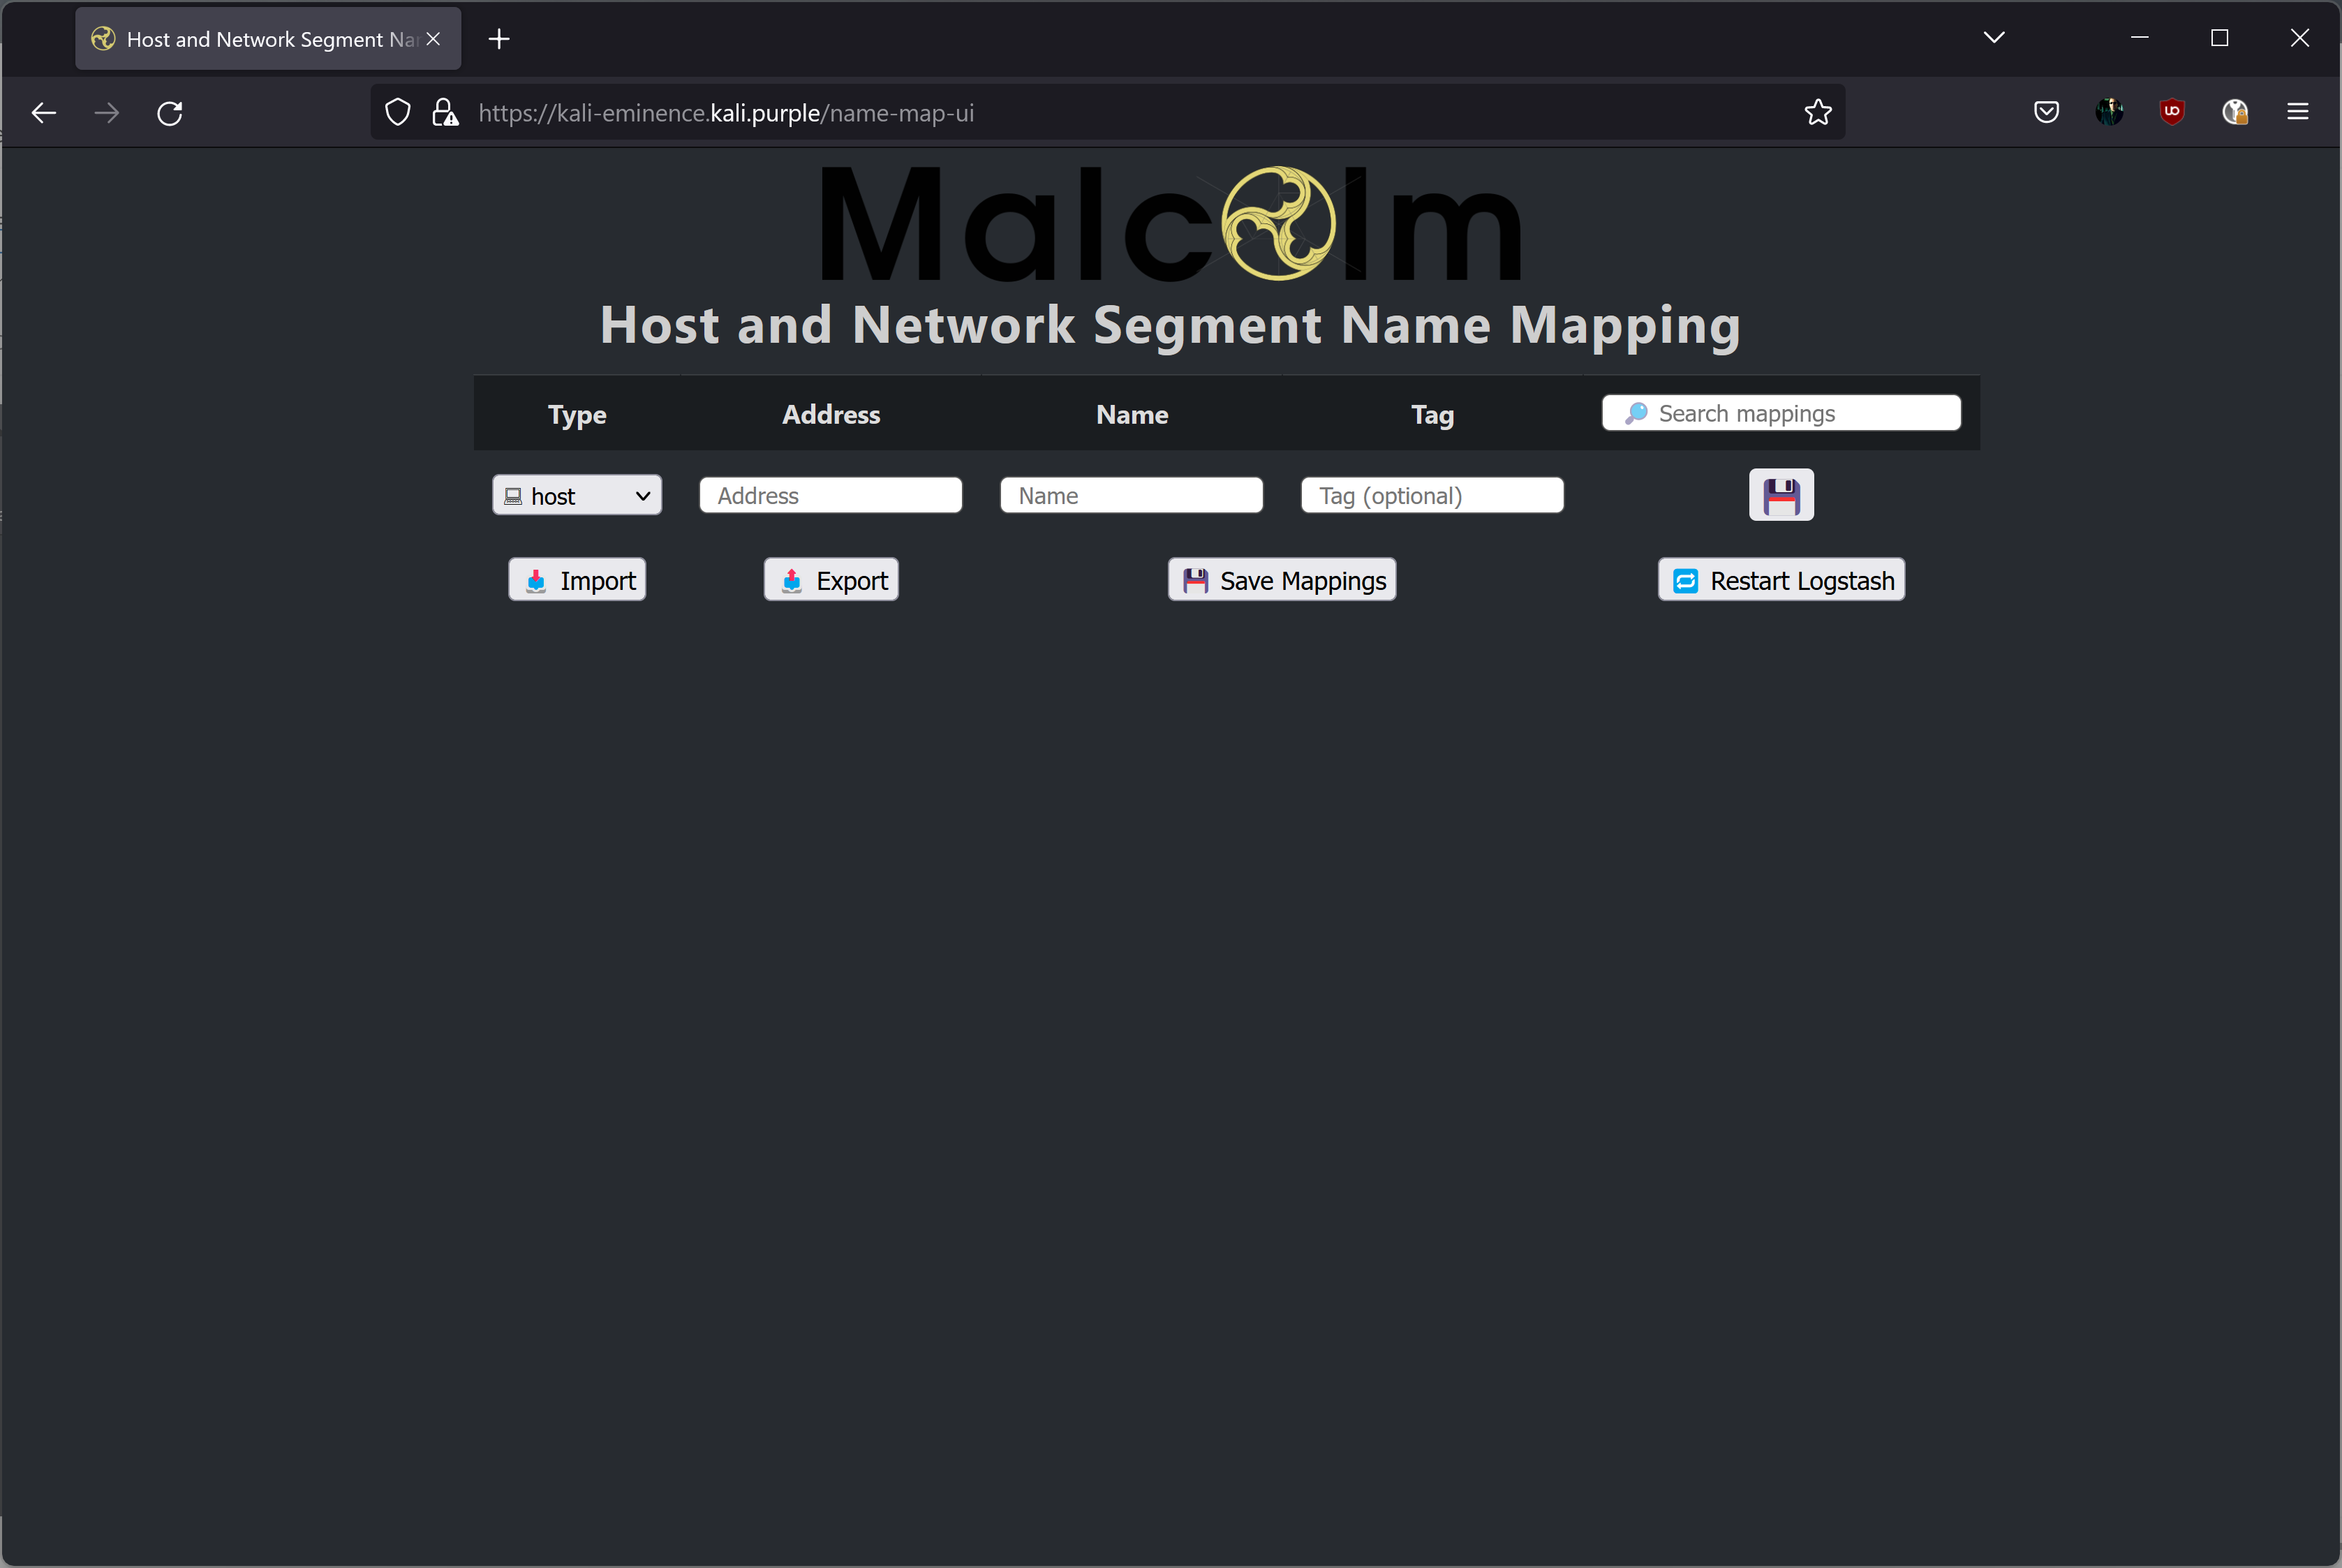 Host and Network Segment Na
https://kali-eminence.kali.purple/name-map-ui
Malcolm
Host and Network Segment Name Mapping
Type Address Name Tag Search mappings
host Address Name Tag (optional)
Import Export Save Mappings Restart Logstash